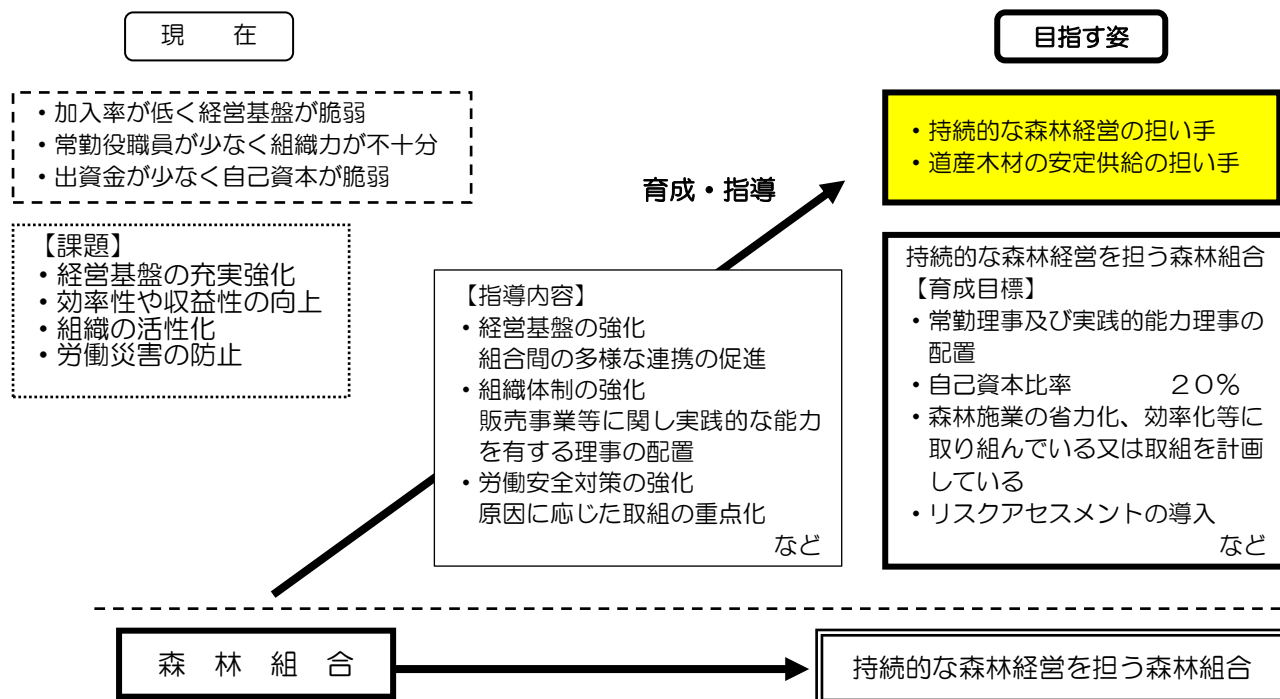 現 在
・加入率が低く経営基盤が脆弱
・常勤役職員が少なく組織力が不十分
・出資金が少なく自己資本が脆弱
【課題】
・経営基盤の充実強化
・効率性や収益性の向上
・組織の活性化
・労働災害の防止
育成・指導
【指導内容】
・経営基盤の強化
組合間の多様な連携の促進
・組織体制の強化
販売事業等に関し実践的な能力
を有する理事の配置
・労働安全対策の強化
原因に応じた取組の重点化
など
目指す姿
・持続的な森林経営の担い手
・道産木材の安定供給の担い手
持続的な森林経営を担う森林組合
【育成目標】
・常勤理事及び実践的能力理事の
配置
・自己資本比率 20%
・森林施業の省力化、効率化等に
取り組んでいる又は取組を計画
している
・リスクアセスメントの導入
など
森 林 組 合
持続的な森林経営を担う森林組合